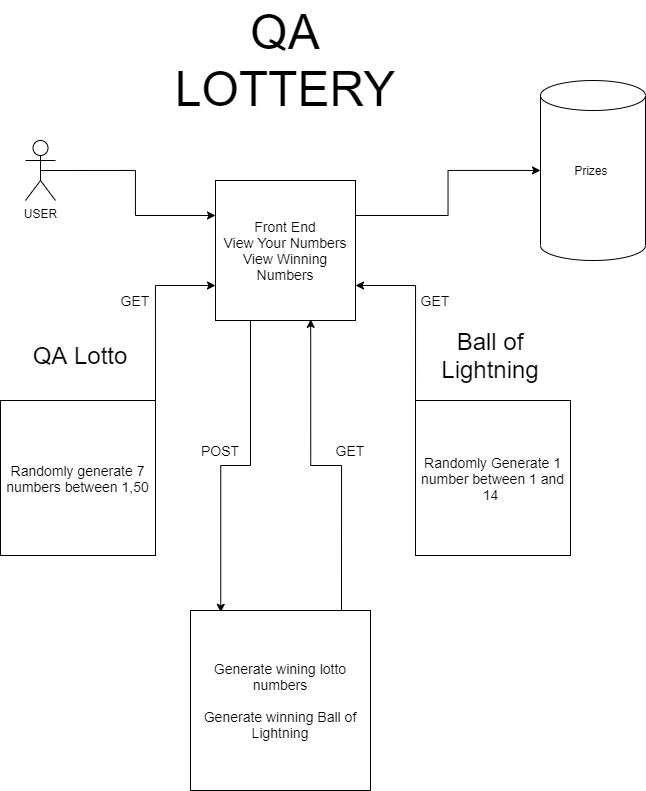 QA
LOTTERY
USER
Front End
View Your Numbers
View Winning
Numbers
Prizes
GET
GET
QA Lotto
Ball of
Lightning
Randomly generate 7
numbers between 1,50
POST
GET
Randomly Generate 1
number between 1 and
14
Generate wining lotto
numbers
Generate winning Ball of
Lightning